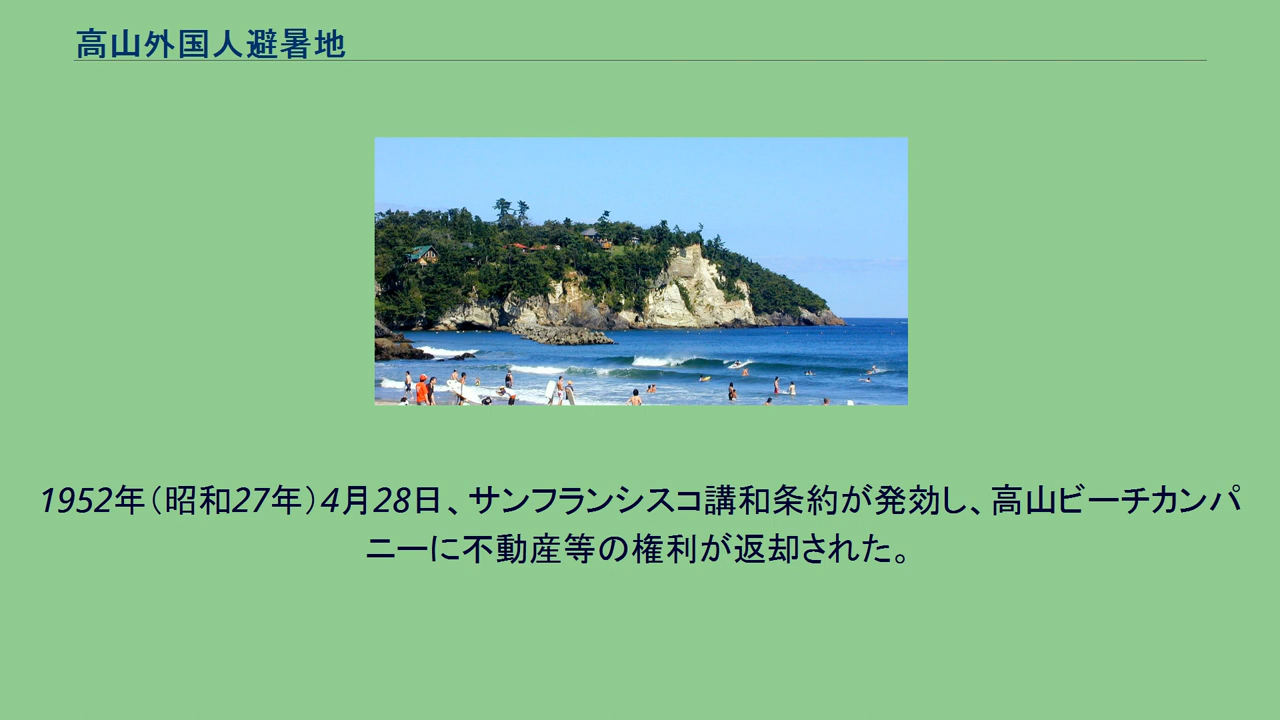 高山外国人避暑地
1952年（昭和27年）4月28日、サンフランシスコ講和条約が発効し、高山ビーチカンパ
ニーに不動産等の権利が返却された。